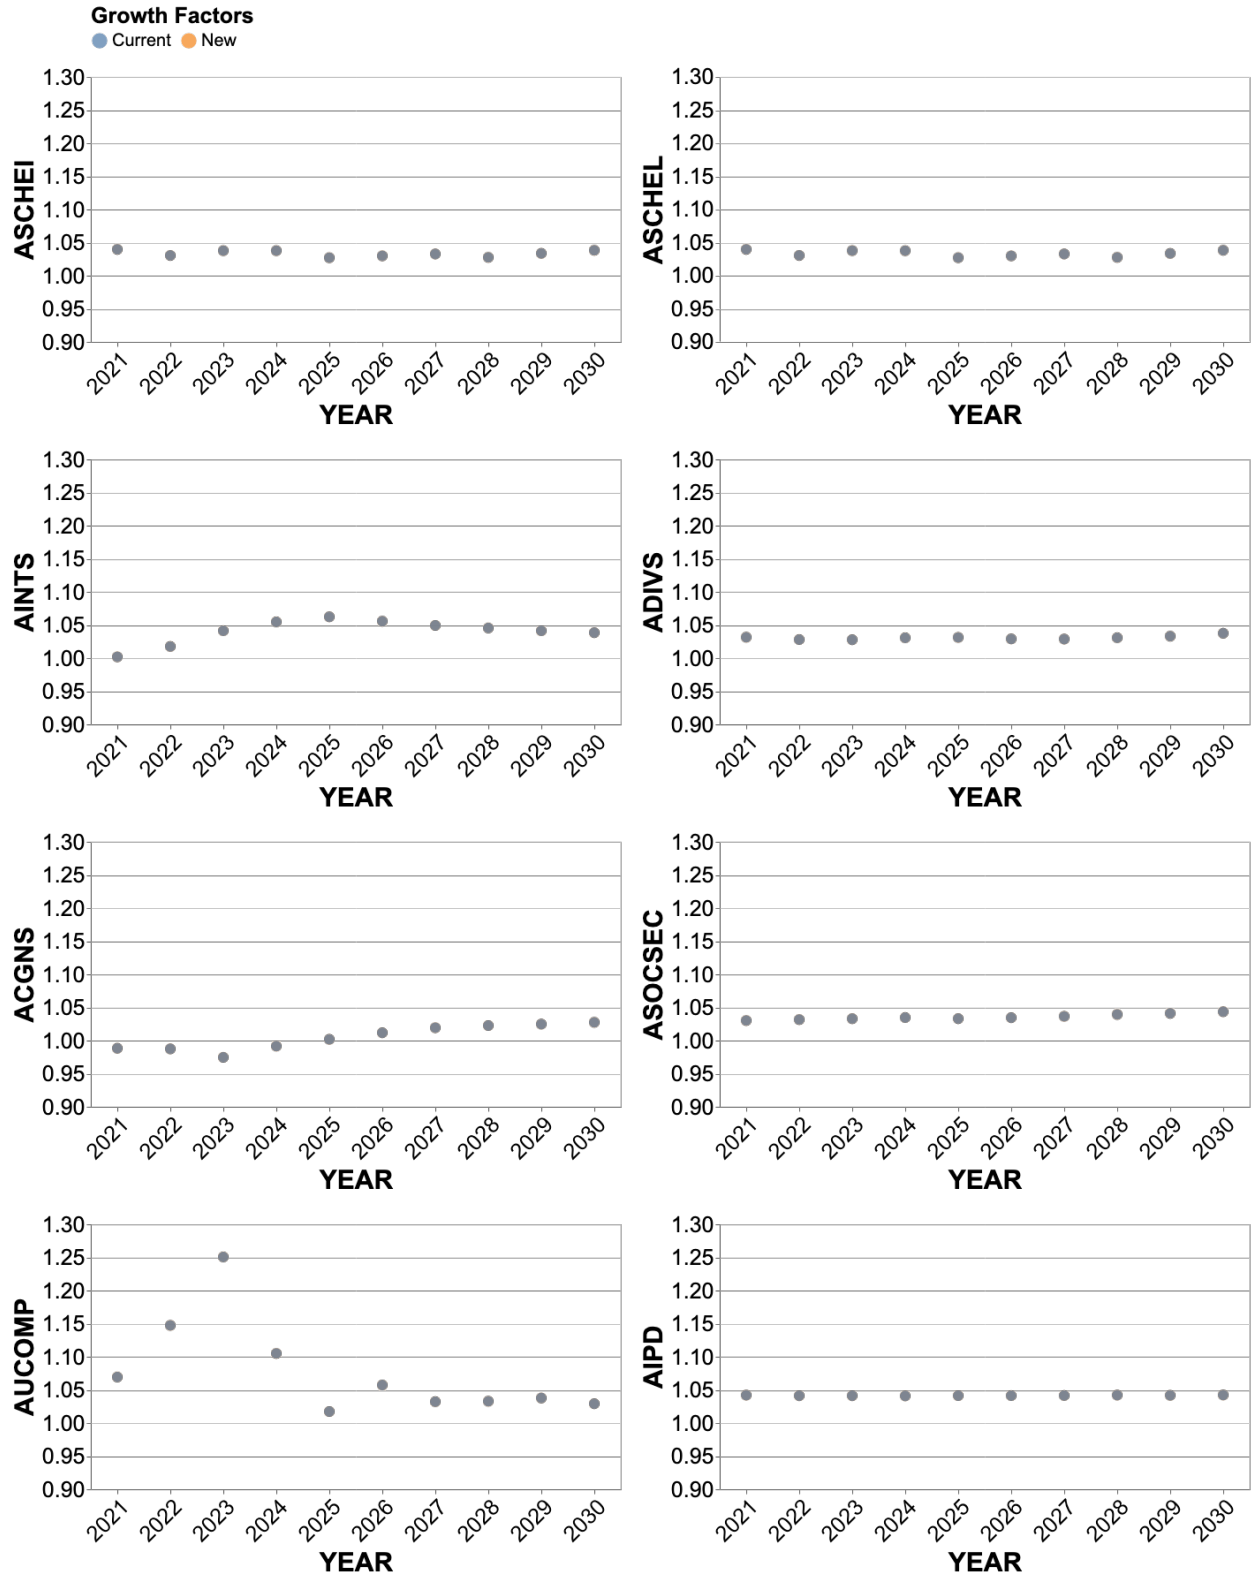 Growth Factors
Current New
1.30 1.30
1.25 1.25
1.20 1.20
1.15 1.15
1.10 1.10
1.05 1.05
1.00 1.00
0.95 0.95
0.90 0.90
ASCHEI ASCHEL
2021 2022 2023 2024 2025 2026 2027 2028 2029 2030 2021 2022 2023 2024 2025 2026 2027 2028 2029 2030
YEAR YEAR
1.30 1.30
1.25 1.25
1.20 1.20
1.15 1.15
1.10 1.10
1.05 1.05
1.00 1.00
0.95 0.95
0.90 0.90
AINTS ADIVS
2021 2022 2023 2024 2025 2026 2027 2028 2029 2030 2021 2022 2023 2024 2025 2026 2027 2028 2029 2030
YEAR YEAR
1.30 1.30
1.25 1.25
1.20 1.20
1.15 1.15
1.10 1.10
1.05 1.05
1.00 1.00
0.95 0.95
0.90 0.90
ACGNS ASOCSEC
2021 2022 2023 2024 2025 2026 2027 2028 2029 2030 2021 2022 2023 2024 2025 2026 2027 2028 2029 2030
YEAR YEAR
1.30 1.30
1.25 1.25
1.20 1.20
1.15 1.15
1.10 1.10
1.05 1.05
1.00 1.00
0.95 0.95
0.90 0.90
AUCOMP AIPD
2021 2022 2023 2024 2025 2026 2027 2028 2029 2030 2021 2022 2023 2024 2025 2026 2027 2028 2029 2030
YEAR YEAR